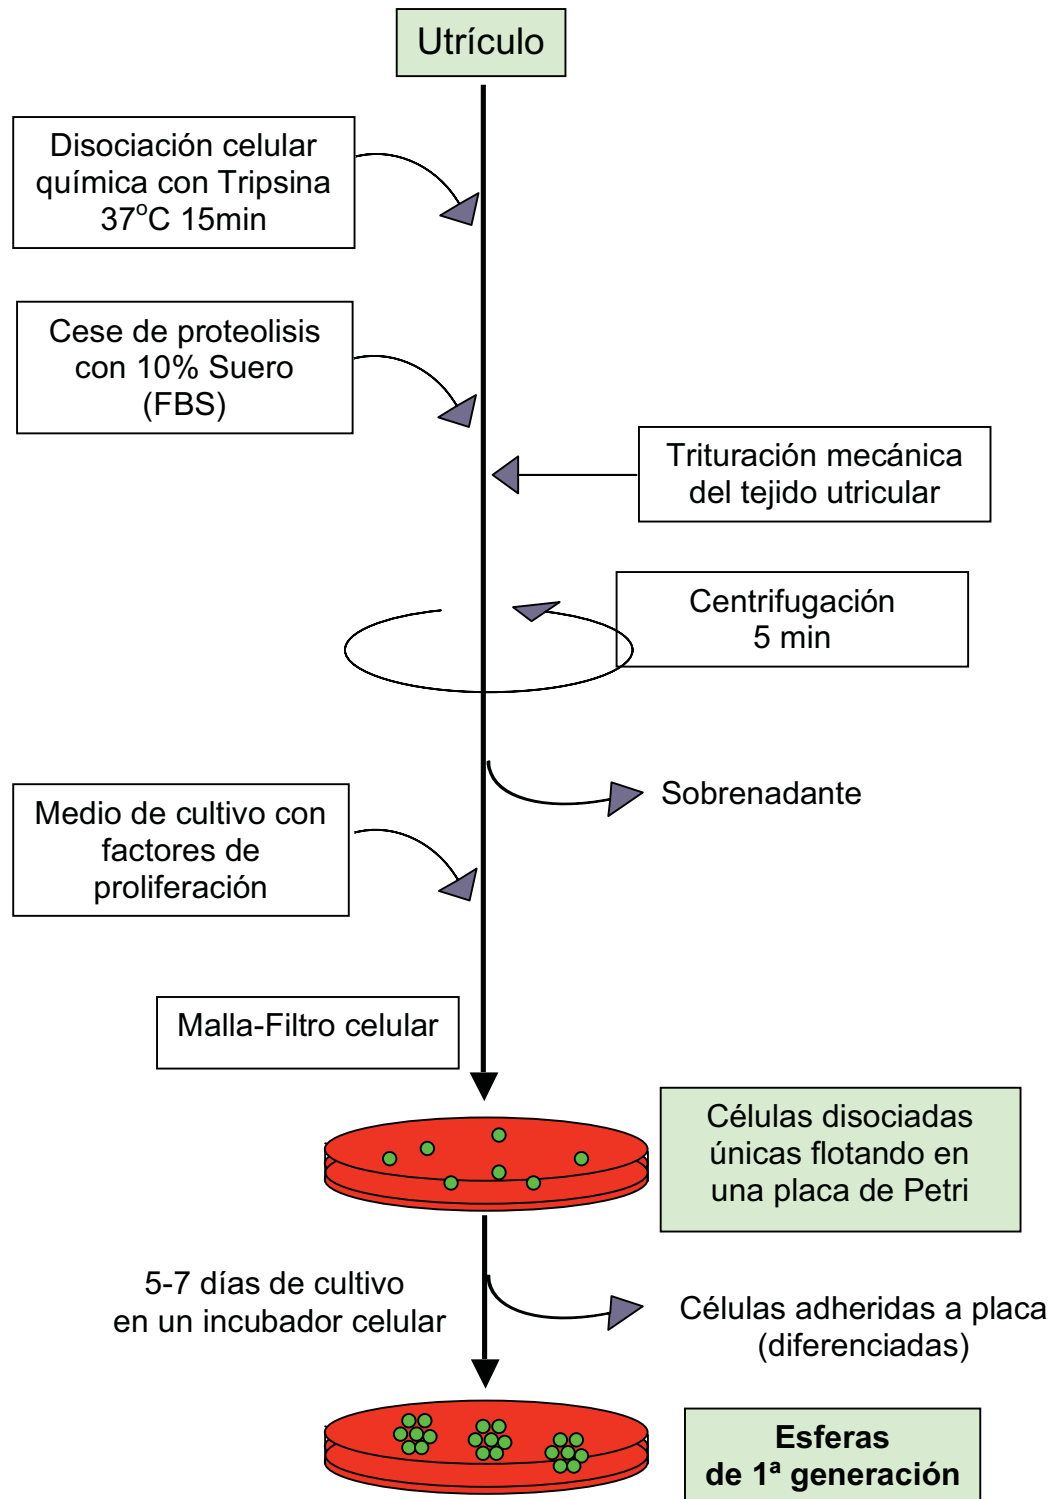 Utrículo
Disociación celular
química con Tripsina
37°C 15min
Cese de proteolisis
con 10% Suero
(FBS)
Trituración mecánica
del tejido utricular
Centrifugación
5 min
Sobrenadante
Medio de cultivo con
factores de
proliferación
Malla-Filtro celular
Células disociadas
únicas flotando en
una placa de Petri
5-7 días de cultivo
en un incubador celular
Células adheridas a placa
(diferenciadas)
Esferas
de 1ª generación